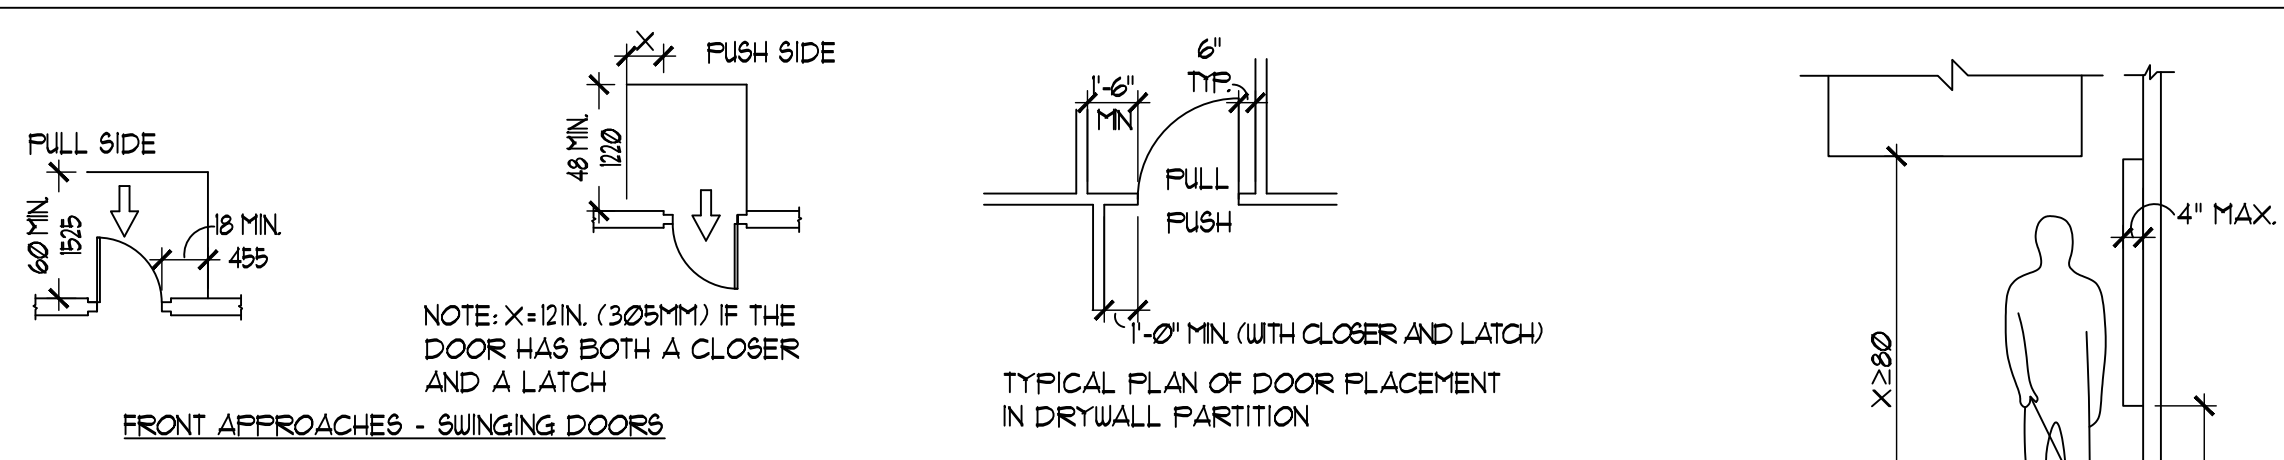 PULL SIDE
60 MIN.
1525
18 MIN.
455
X
PUSH SIDE
48 MIN.
1220
NOTE: X=12IN. (305MM) IF THE
DOOR HAS BOTH A CLOSER
AND A LATCH
FRONT APPROACHES - SWINGING DOORS
1'-6"
MIN
6"
TYP.
PULL
PUSH
1'-0" MIN. (WITH CLOSER AND LATCH)
TYPICAL PLAN OF DOOR PLACEMENT
IN DRYWALL PARTITION
X≥80
4" MAX.